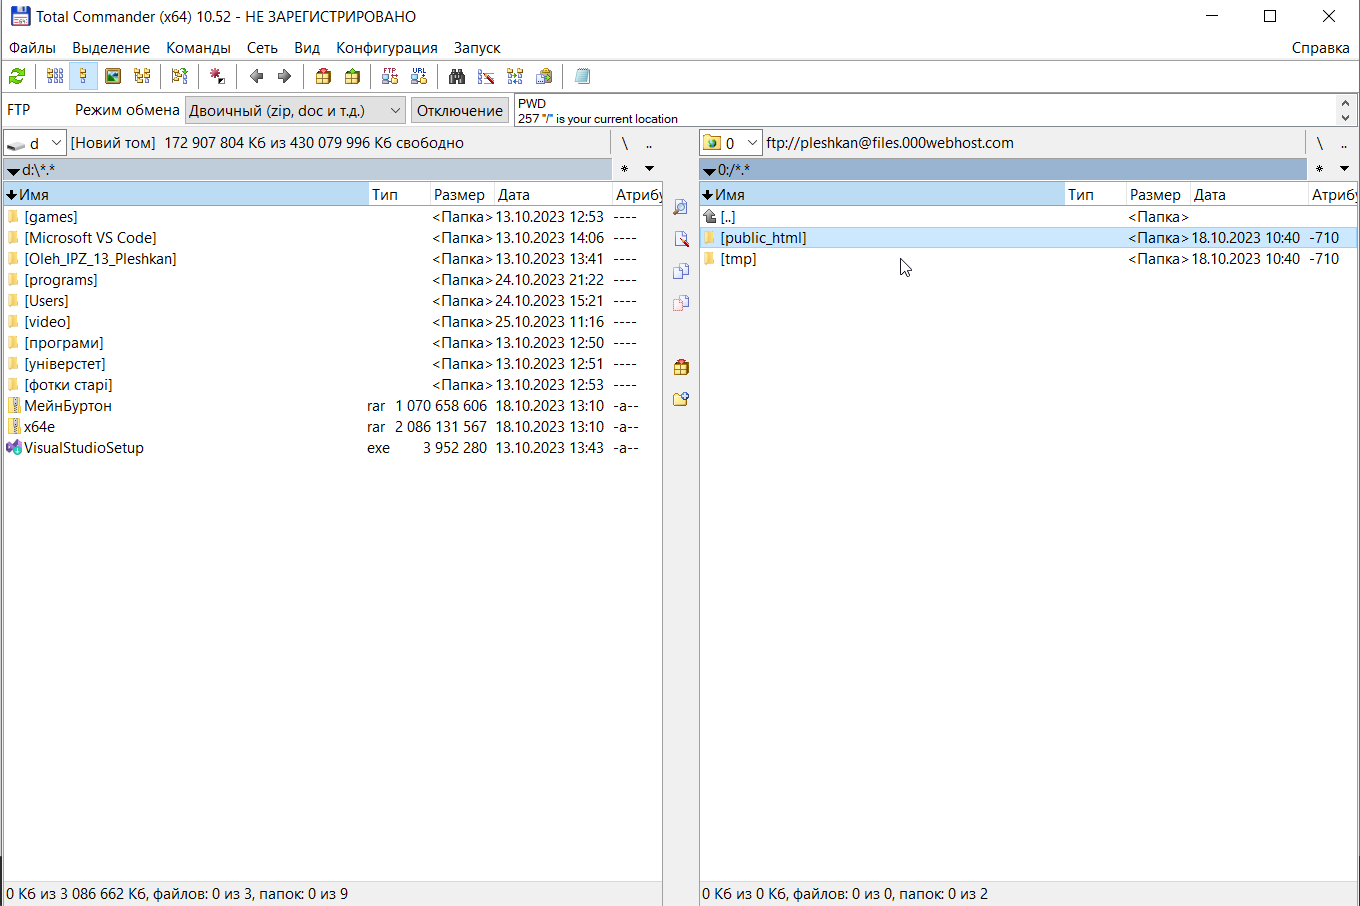 Total Commander (x64) 10.52 - НЕ ЗАРЕГИСТРИРОВАНО
Файлы Выделение Команды Сеть Вид Конфигурация Запуск Справка
FTP URL
FTP Режим обмена Двоичный (zip, doc и т.д.) Отключение
PWD
257 "/" is your current location
d [Новий том] 172 907 804 Кб из 430 079 996 Кб свободно \ ..
d:\*.* *
Имя Тип Размер Дата Атрибу
[games] <Папка> 13.10.2023 12:53 ----
[Microsoft VS Code] <Папка> 13.10.2023 14:06 ----
[Oleh_IPZ_13_Pleshkan] <Папка> 13.10.2023 13:41 ----
[programs] <Папка> 24.10.2023 21:22 ----
[Users] <Папка> 24.10.2023 15:21 ----
[video] <Папка> 25.10.2023 11:16 ----
[програми] <Папка> 13.10.2023 12:50 ----
[універстет] <Папка> 13.10.2023 12:51 ----
[фотки старі] <Папка> 13.10.2023 12:53 ----
МейнБуртон rar 1 070 658 606 18.10.2023 13:10 -a--
x64e rar 2 086 131 567 18.10.2023 13:10 -a--
VisualStudioSetup exe 3 952 280 13.10.2023 13:43 -a--
0 Кб из 3 086 662 Кб, файлов: 0 из 3, папок: 0 из 9
0 ftp://pleshkan@files.000webhost.com \ ..
0:/*.* *
Имя Тип Размер Дата Атрибу
[..] <Папка>
[public_html] <Папка> 18.10.2023 10:40 -710
[tmp] <Папка> 18.10.2023 10:40 -710
0 Кб из 0 Кб, файлов: 0 из 0, папок: 0 из 2